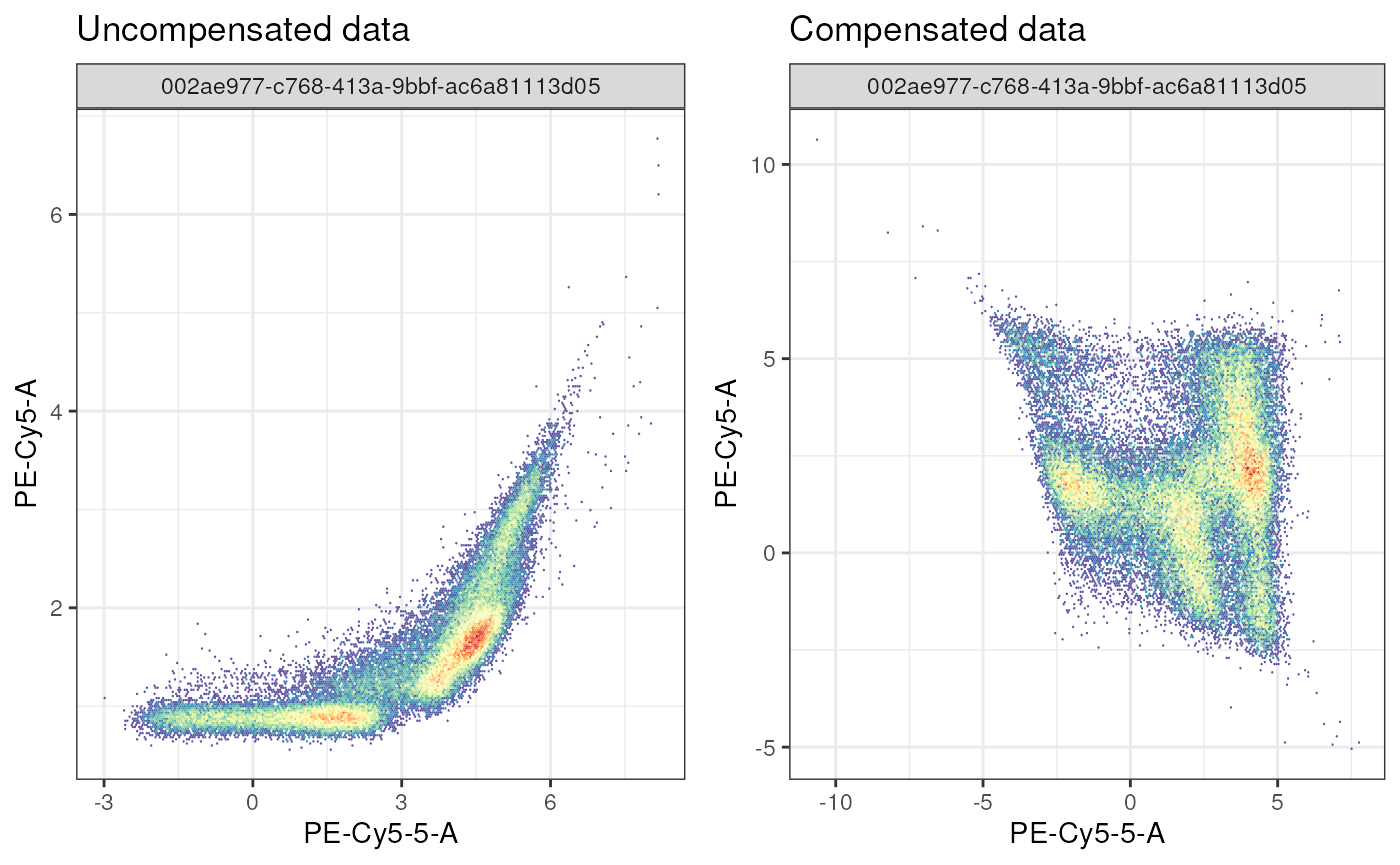 Uncompensated data
002ae977-c768-413a-9bbf-ac6a81113d05
6
4
2
PE-Cy5-A
-3 0 3 6
PE-Cy5-5-A
Compensated data
002ae977-c768-413a-9bbf-ac6a81113d05
10
5
0
-5
PE-Cy5-A
-10 -5 0 5
PE-Cy5-5-A